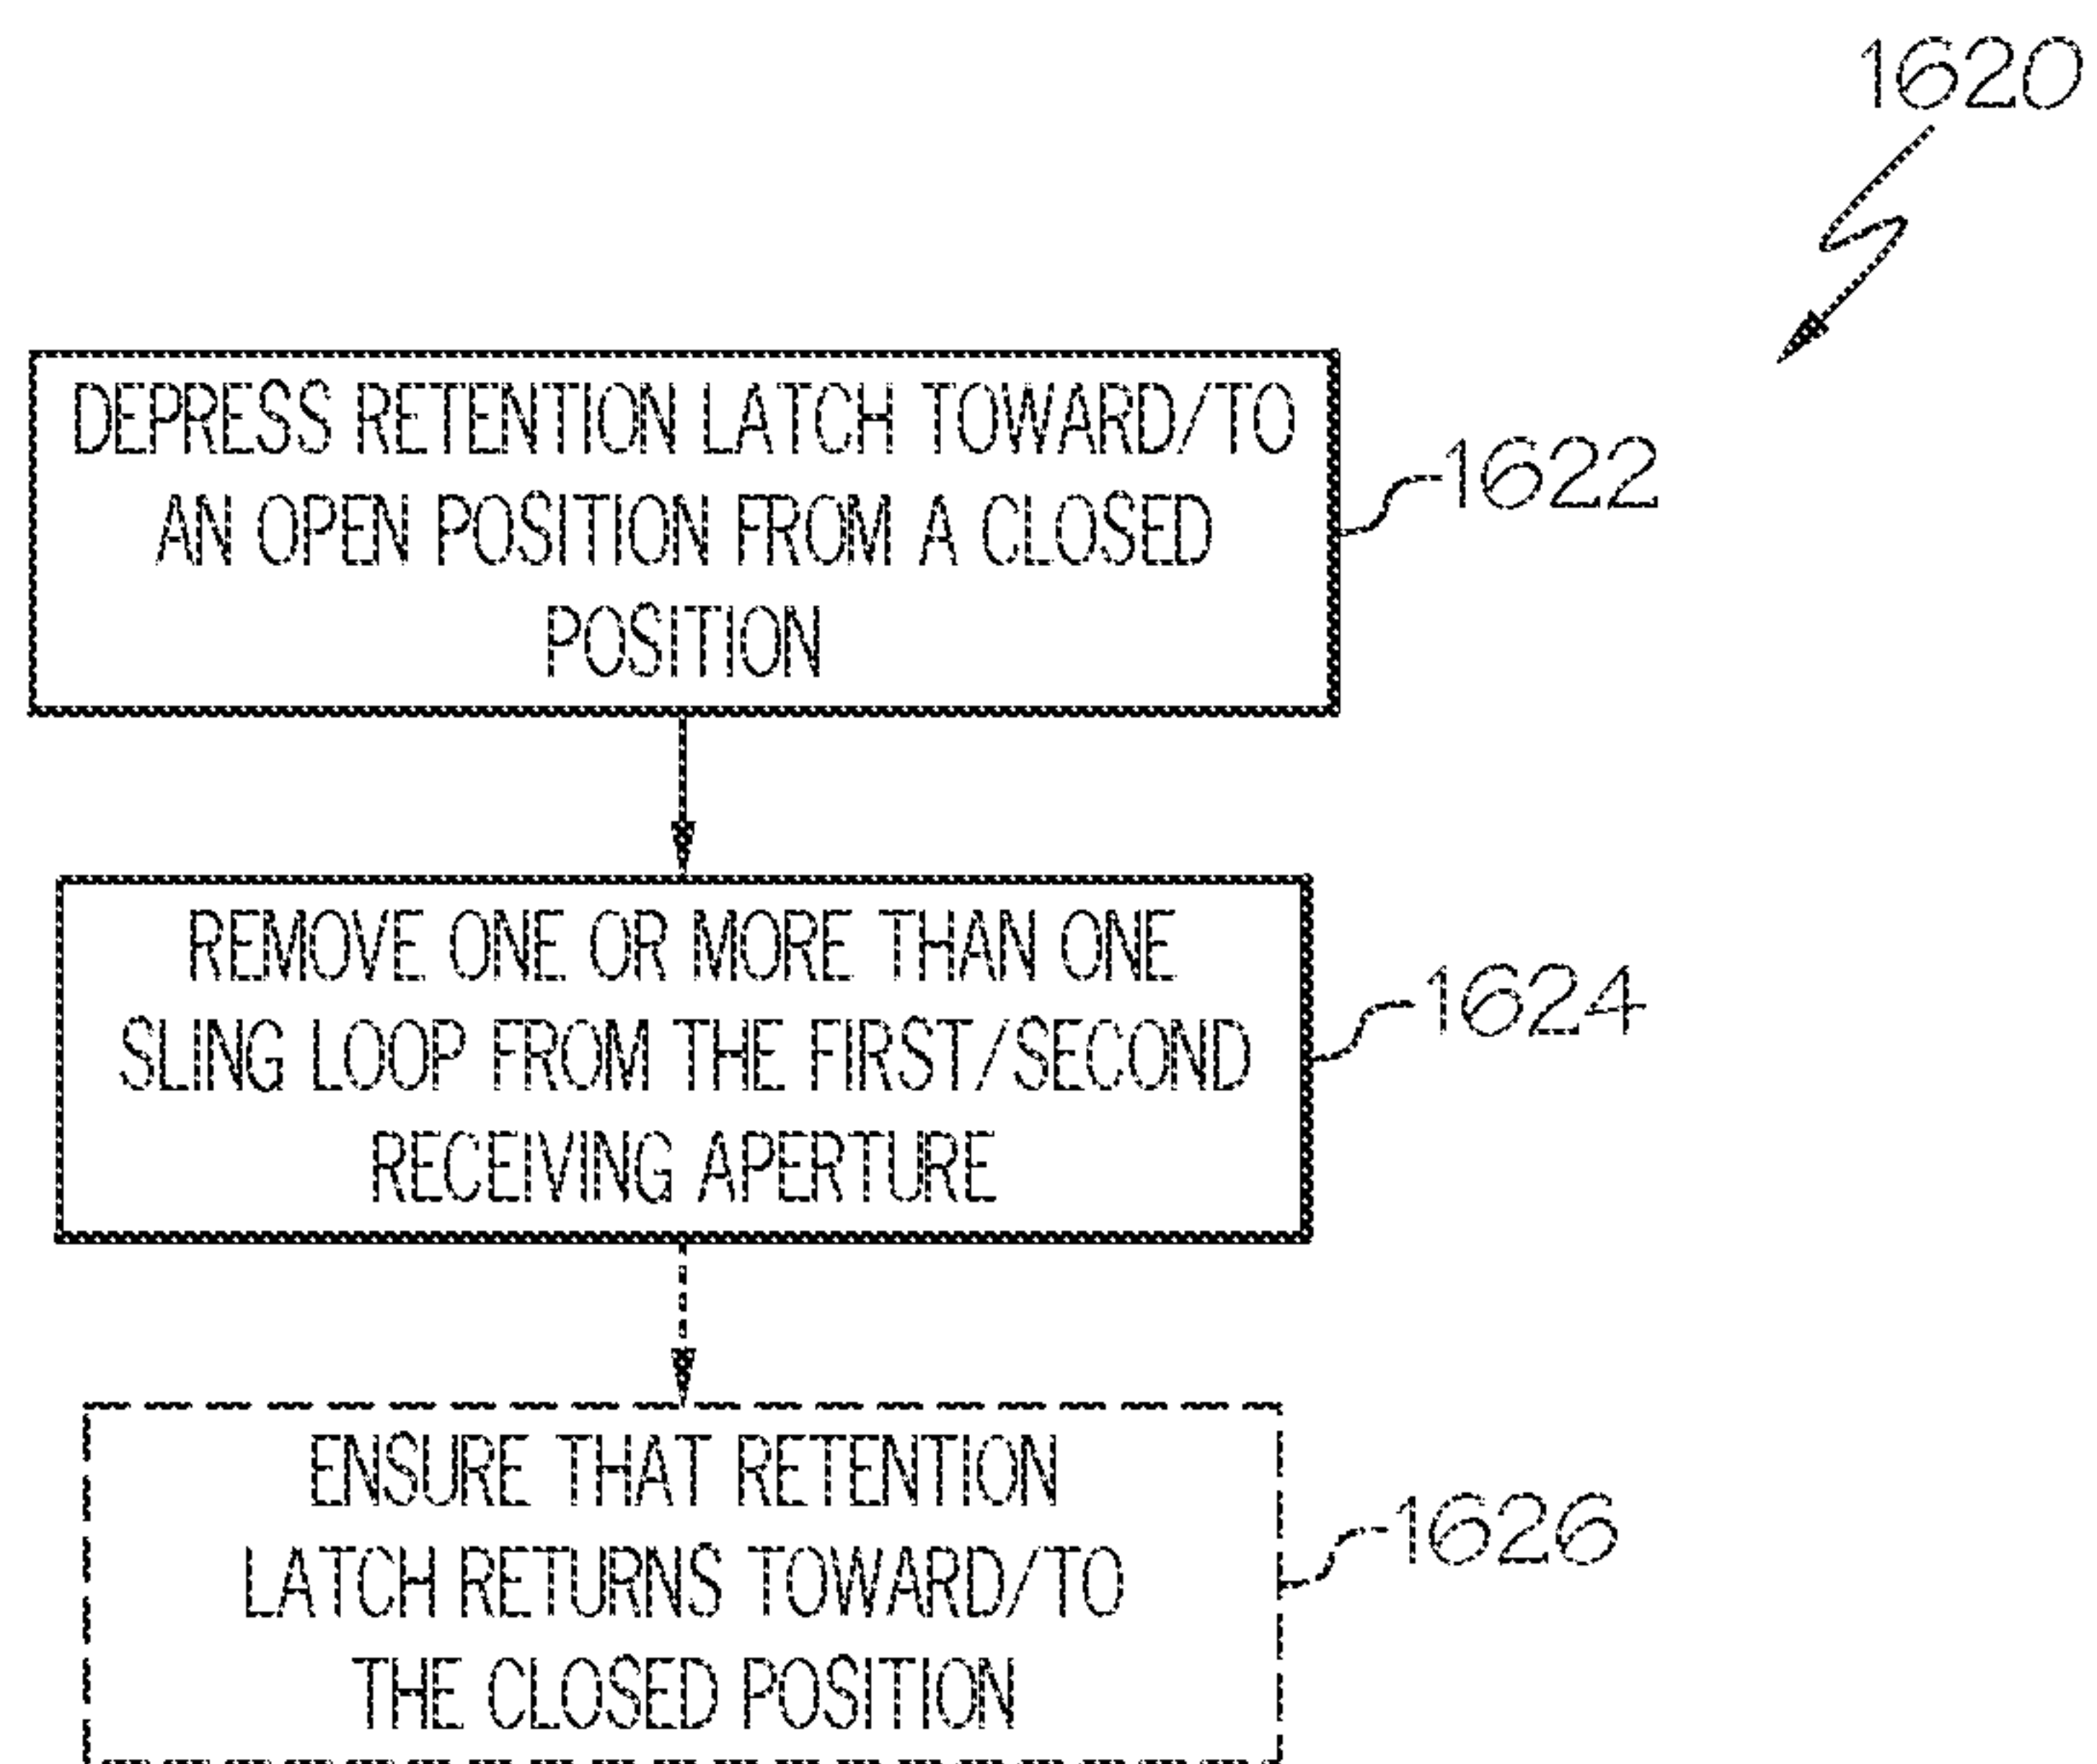 1620
DEPRESS RETENTION LATCH TOWARD/TO
AN OPEN POSITION FROM A CLOSED
POSITION
1622
REMOVE ONE OR MORE THAN ONE
SLING LOOP FROM THE FIRST/SECOND
RECEIVING APERTURE
1624
ENSURE THAT RETENTION
LATCH RETURNS TOWARD/TO
THE CLOSED POSITION
1626